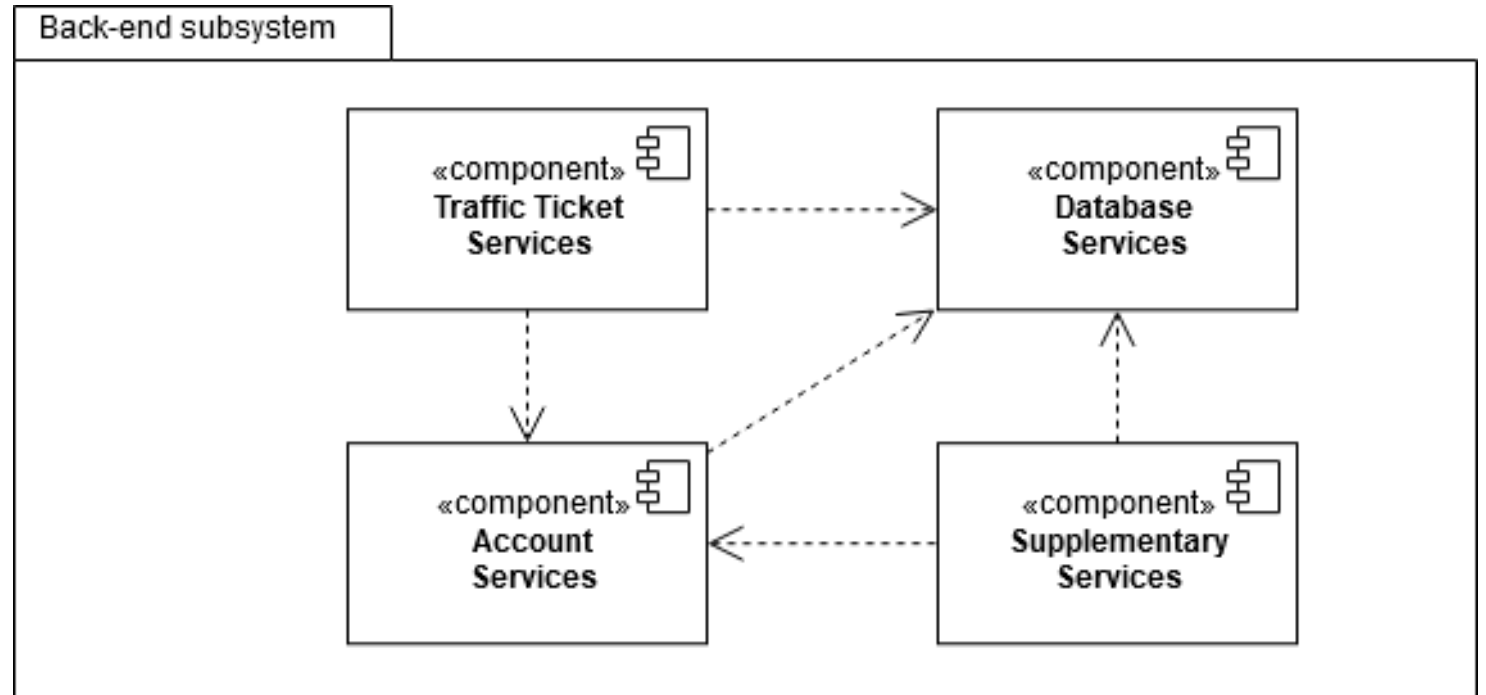 Back-end subsystem
«component»
Traffic Ticket
Services
«component»
Database
Services
«component»
Account
Services
«component»
Supplementary
Services